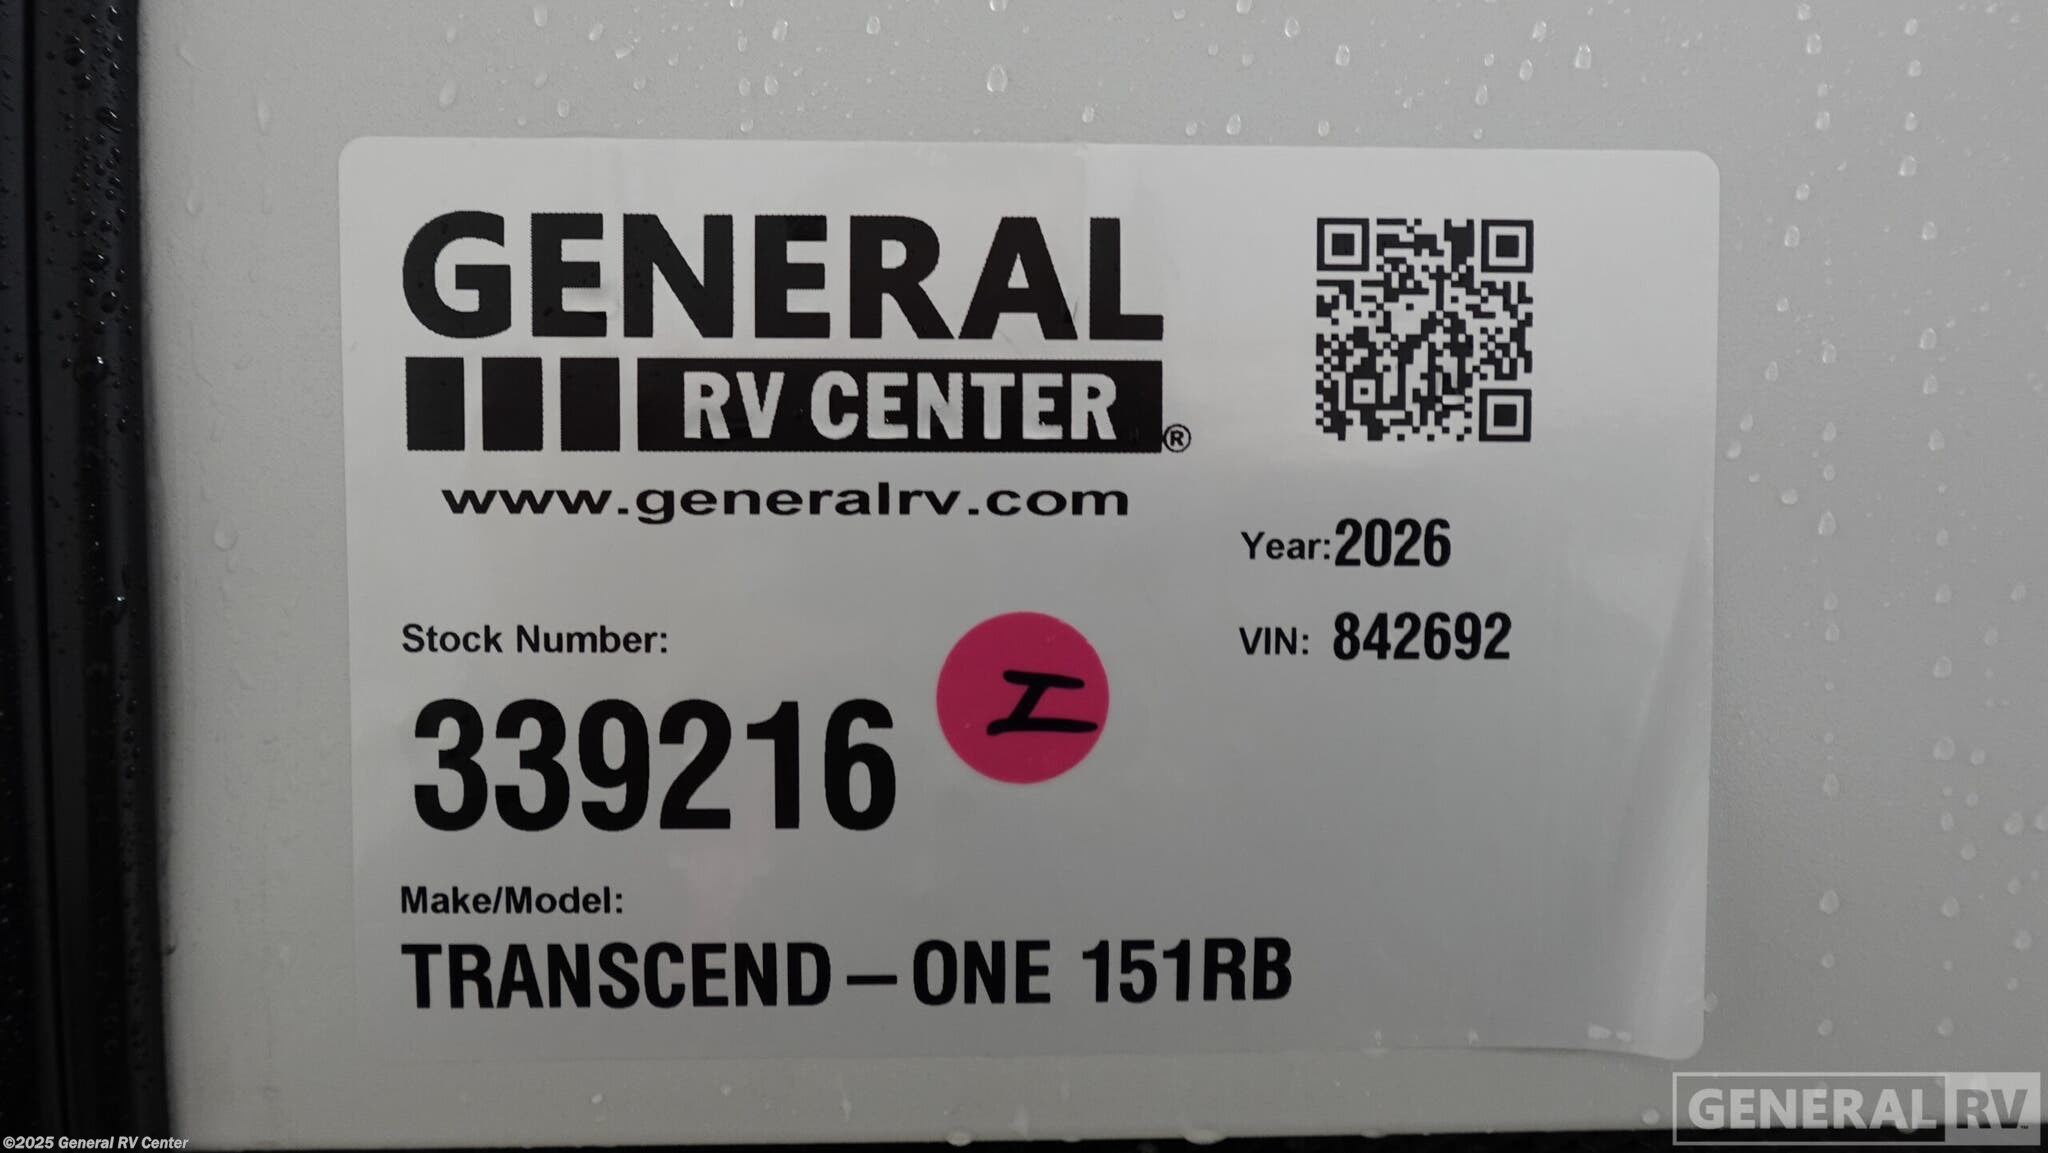 GENERAL
RV CENTER®
www.generalrv.com
Year: 2026
VIN: 842692
Stock Number:
339216
I
Make/Model:
TRANSCEND – ONE 151RB
GENERAL RV™
©2025 General RV Center